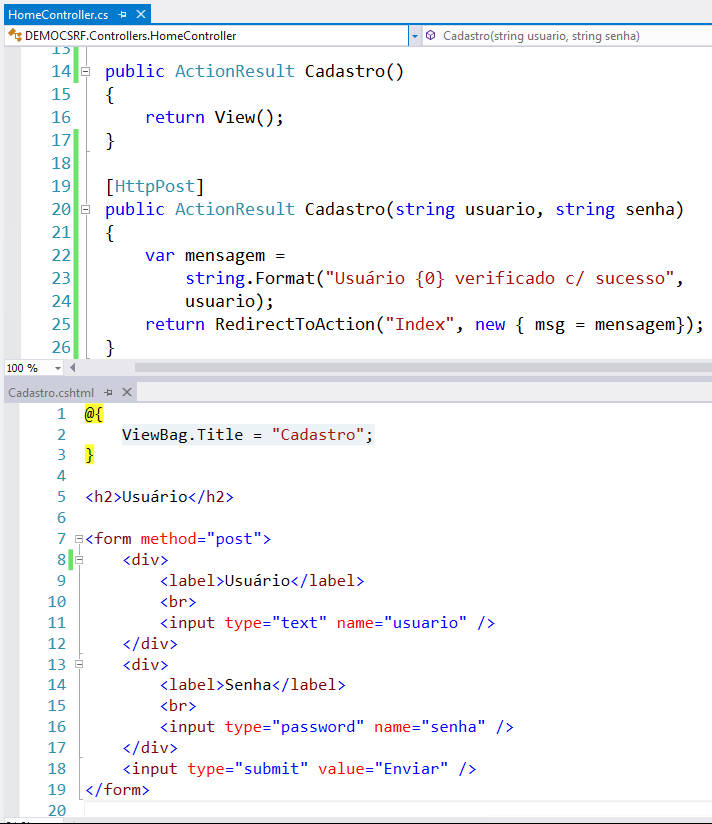 HomeController.cs
DEMOCSRF.Controllers.HomeController Cadastro(string usuario, string senha)
13
14 public ActionResult Cadastro()
15 {
16 return View();
17 }
18
19 [HttpPost]
20 public ActionResult Cadastro(string usuario, string senha)
21 {
22 var mensagem =
23 string.Format("Usuário {0} verificado c/ sucesso",
24 usuario);
25 return RedirectToAction("Index", new { msg = mensagem});
26 }
100 %
Cadastro.cshtml
1 @{
2 ViewBag.Title = "Cadastro";
3 }
4
5 <h2>Usuário</h2>
6
7 <form method="post">
8 <div>
9 <label>Usuário</label>
10 <br>
11 <input type="text" name="usuario" />
12 </div>
13 <div>
14 <label>Senha</label>
15 <br>
16 <input type="password" name="senha" />
17 </div>
18 <input type="submit" value="Enviar" />
19 </form>
20